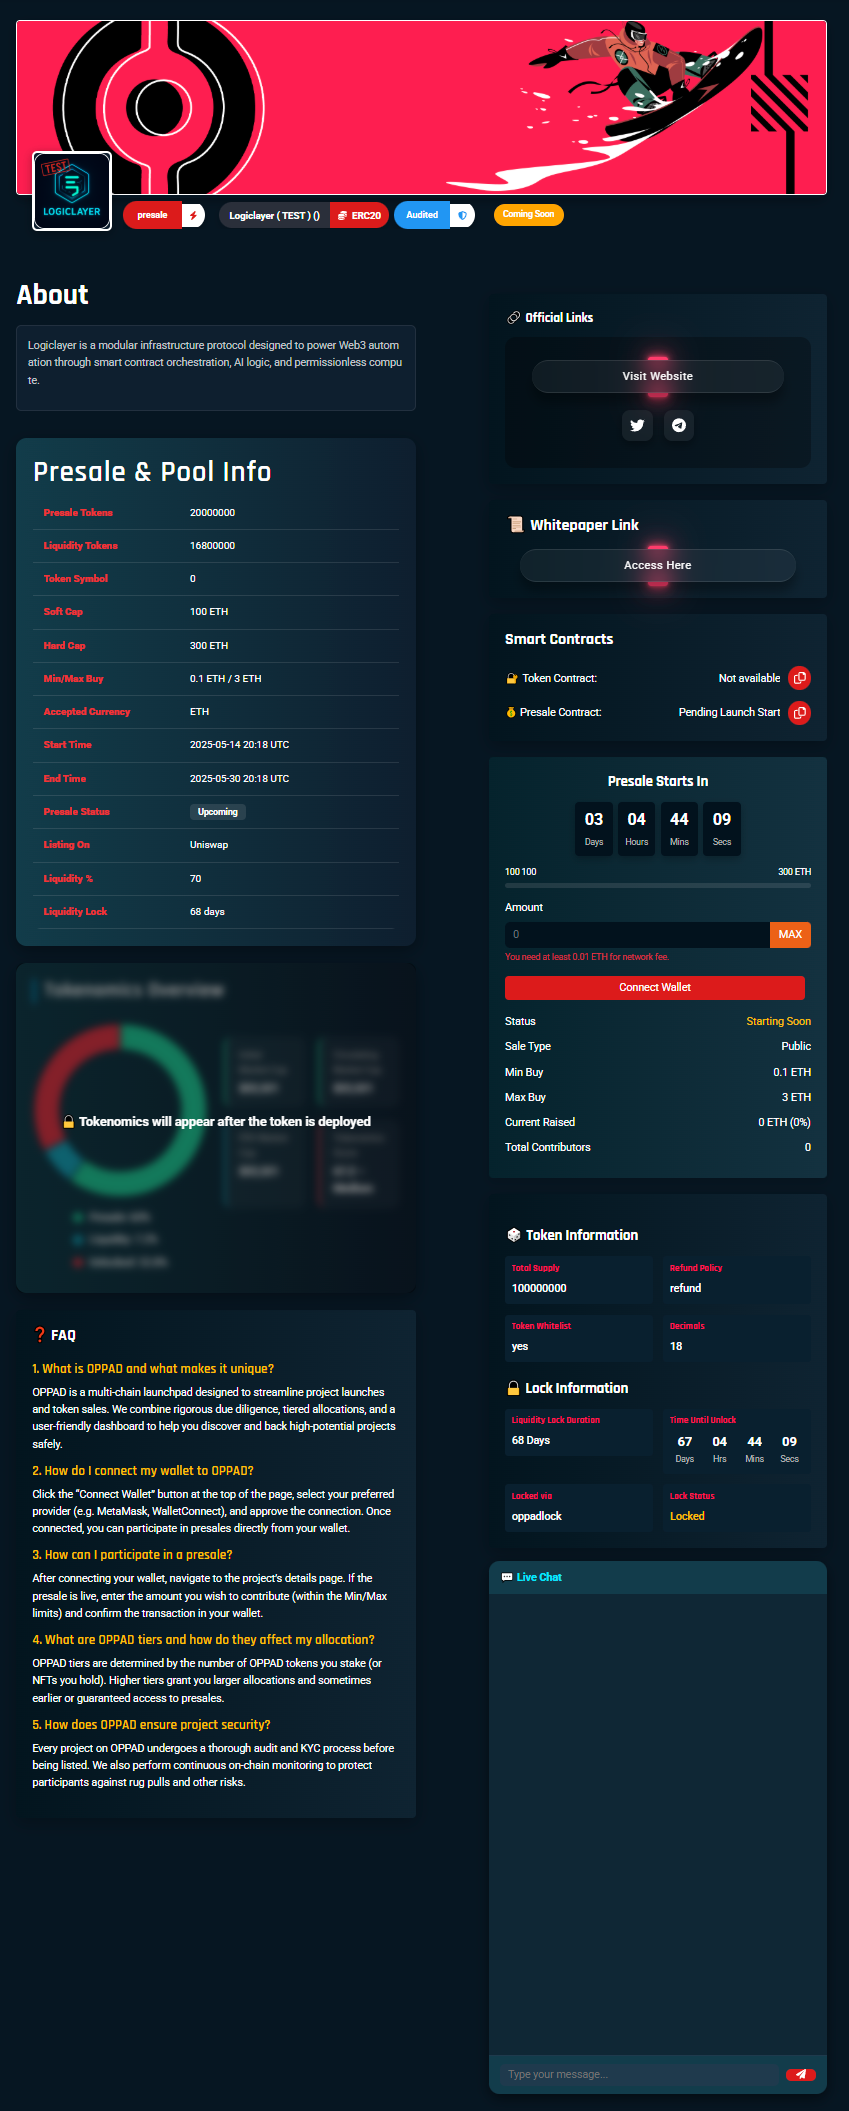 TEST
LOGICLAYER
presale
Logiclayer ( TEST ) ()
ERC20
Audited
Coming Soon
About
Logiclayer is a modular infrastructure protocol designed to power Web3 autom
ation through smart contract orchestration, AI logic, and permissionless compu
te.
Presale & Pool Info
Presale Tokens 20000000
Liquidity Tokens 16800000
Token Symbol 0
Soft Cap 100 ETH
Hard Cap 300 ETH
Min/Max Buy 0.1 ETH / 3 ETH
Accepted Currency ETH
Start Time 2025-05-14 20:18 UTC
End Time 2025-05-30 20:18 UTC
Presale Status Upcoming
Listing On Uniswap
Liquidity % 70
Liquidity Lock 68 days
Tokenomics Overview
🔒 Tokenomics will appear after the token is deployed
❓ FAQ
1. What is OPPAD and what makes it unique?
OPPAD is a multi-chain launchpad designed to streamline project launches
and token sales. We combine rigorous due diligence, tiered allocations, and a
user-friendly dashboard to help you discover and back high-potential projects
safely.
2. How do I connect my wallet to OPPAD?
Click the “Connect Wallet” button at the top of the page, select your preferred
provider (e.g. MetaMask, WalletConnect), and approve the connection. Once
connected, you can participate in presales directly from your wallet.
3. How can I participate in a presale?
After connecting your wallet, navigate to the project's details page. If the
presale is live, enter the amount you wish to contribute (within the Min/Max
limits) and confirm the transaction in your wallet.
4. What are OPPAD tiers and how do they affect my allocation?
OPPAD tiers are determined by the number of OPPAD tokens you stake (or
NFTs you hold). Higher tiers grant you larger allocations and sometimes
earlier or guaranteed access to presales.
5. How does OPPAD ensure project security?
Every project on OPPAD undergoes a thorough audit and KYC process before
being listed. We also perform continuous on-chain monitoring to protect
participants against rug pulls and other risks.
🔗 Official Links
Visit Website
📜 Whitepaper Link
Access Here
Smart Contracts
🔐 Token Contract: Not available
💰 Presale Contract: Pending Launch Start
Presale Starts In
03 04 44 09
Days Hours Mins Secs
100 100 300 ETH
Amount
0 MAX
You need at least 0.01 ETH for network fee.
Connect Wallet
Status Starting Soon
Sale Type Public
Min Buy 0.1 ETH
Max Buy 3 ETH
Current Raised 0 ETH (0%)
Total Contributors 0
🎲 Token Information
Total Supply Refund Policy
100000000 refund
Token Whitelist Decimals
yes 18
🔒 Lock Information
Liquidity Lock Duration Time Until Unlock
68 Days 67 04 44 09
Days Hrs Mins Secs
Locked via Lock Status
oppadlock Locked
💬 Live Chat
Type your message...